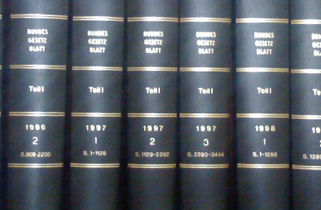 BUNDES
GESETZ
BLATT
Teil I
1996
2
S. 909-2200
BUNDES
GESETZ
BLATT
Teil I
1997
1
S. 1-1128
BUNDES
GESETZ
BLATT
Teil I
1997
2
S. 1129-2292
BUNDES
GESETZ
BLATT
Teil I
1997
3
S. 2293-3444
BUNDES
GESETZ
BLATT
Teil I
1998
1
S. 1-1288